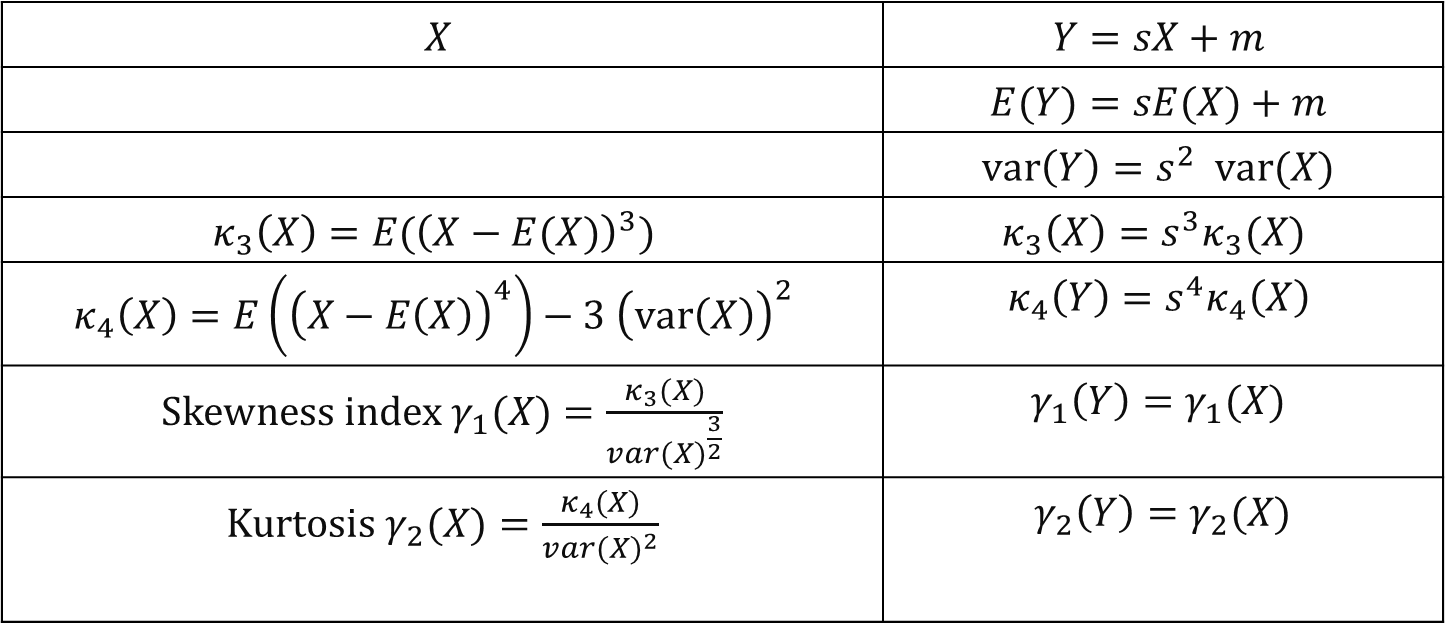 X
Y = sX + m
E(Y) = sE(X) + m
var(Y) = s² var(X)
κ₃(X) = E((X − E(X))³)
κ₃(X) = s³κ₃(X)
κ₄(X) = E((X − E(X))⁴) − 3 (var(X))²
κ₄(Y) = s⁴κ₄(X)
Skewness index γ₁(X) = κ₃(X) / var(X)^(3/2)
γ₁(Y) = γ₁(X)
Kurtosis γ₂(X) = κ₄(X) / var(X)²
γ₂(Y) = γ₂(X)